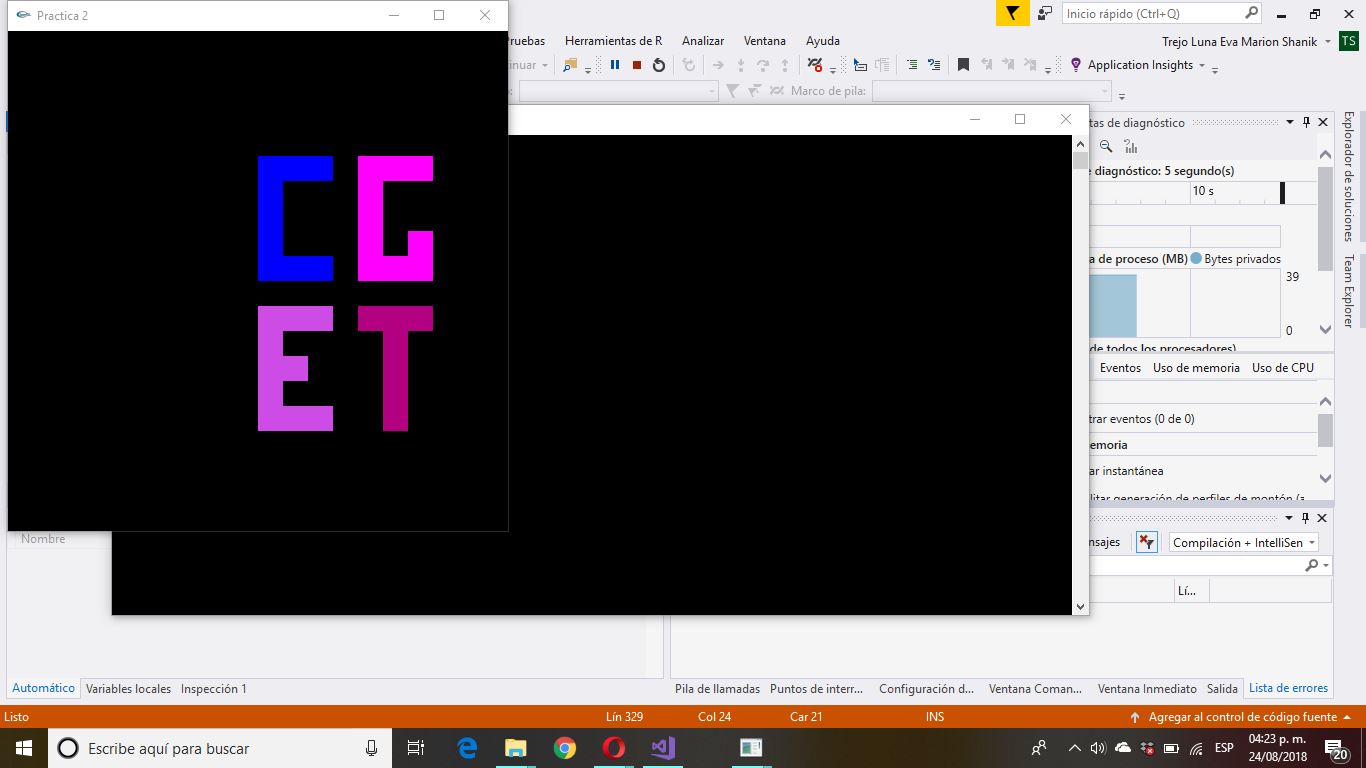 Practica 2
Inicio rápido (Ctrl+Q)
ruebas Herramientas de R Analizar Ventana Ayuda
Trejo Luna Eva Marion Shanik TS
ntinuar Application Insights
: Marco de pila:
C G
E T
tas de diagnóstico
e diagnóstico: 5 segundo(s)
10 s
a de proceso (MB) Bytes privados
39
0
de todos los procesadores)
Eventos Uso de memoria Uso de CPU
trar eventos (0 de 0)
emoria
ar instantánea
ilitar generación de perfiles de montón (a
Explorador de soluciones
Team Explorer
Nombre
nsajes Compilación + IntelliSen
Lí...
Automático Variables locales Inspección 1
Pila de llamadas Puntos de interr... Configuración d... Ventana Coman... Ventana Inmediato Salida Lista de errores
Listo Lín 329 Col 24 Car 21 INS Agregar al control de código fuente
Escribe aquí para buscar
ESP
04:23 p. m.
24/08/2018
20